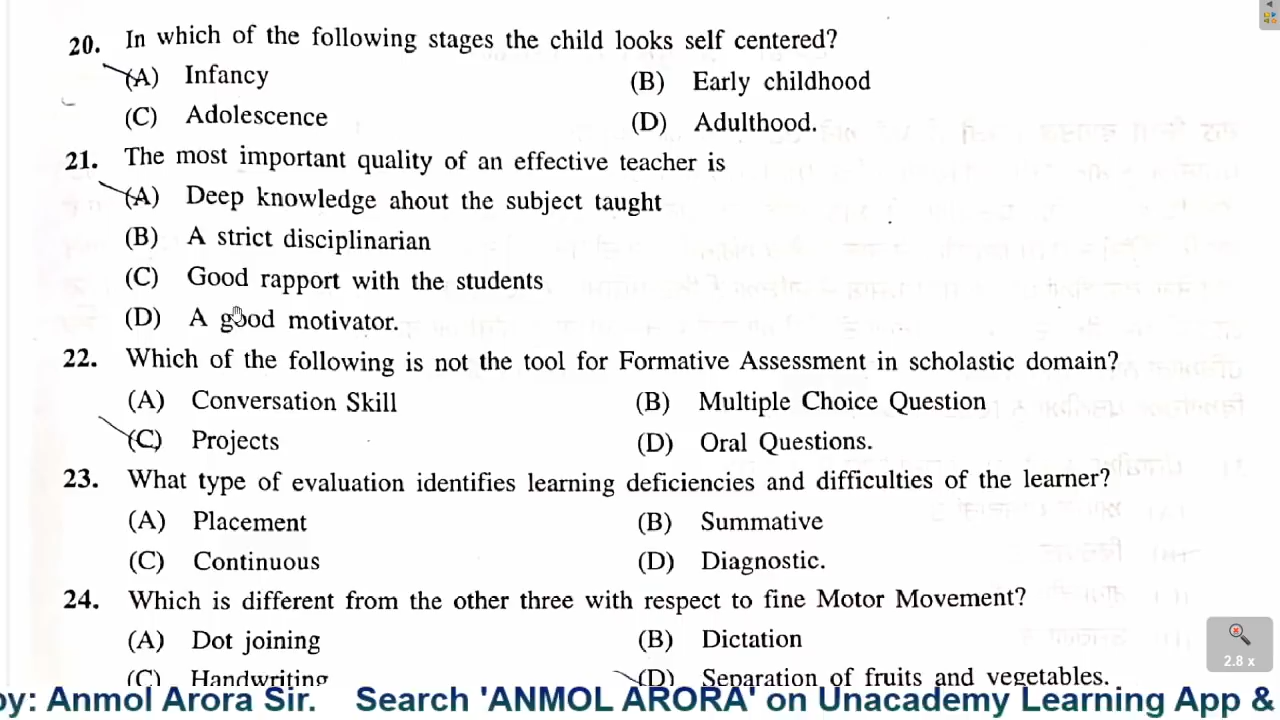 20. In which of the following stages the child looks self centered?
(A) Infancy (B) Early childhood
(C) Adolescence (D) Adulthood.
21. The most important quality of an effective teacher is
(A) Deep knowledge ahout the subject taught
(B) A strict disciplinarian
(C) Good rapport with the students
(D) A good motivator.
22. Which of the following is not the tool for Formative Assessment in scholastic domain?
(A) Conversation Skill (B) Multiple Choice Question
(C) Projects (D) Oral Questions.
23. What type of evaluation identifies learning deficiencies and difficulties of the learner?
(A) Placement (B) Summative
(C) Continuous (D) Diagnostic.
24. Which is different from the other three with respect to fine Motor Movement?
(A) Dot joining (B) Dictation
(C) Handwriting (D) Separation of fruits and vegetables.
2.8 x
by: Anmol Arora Sir. Search 'ANMOL ARORA' on Unacademy Learning App &